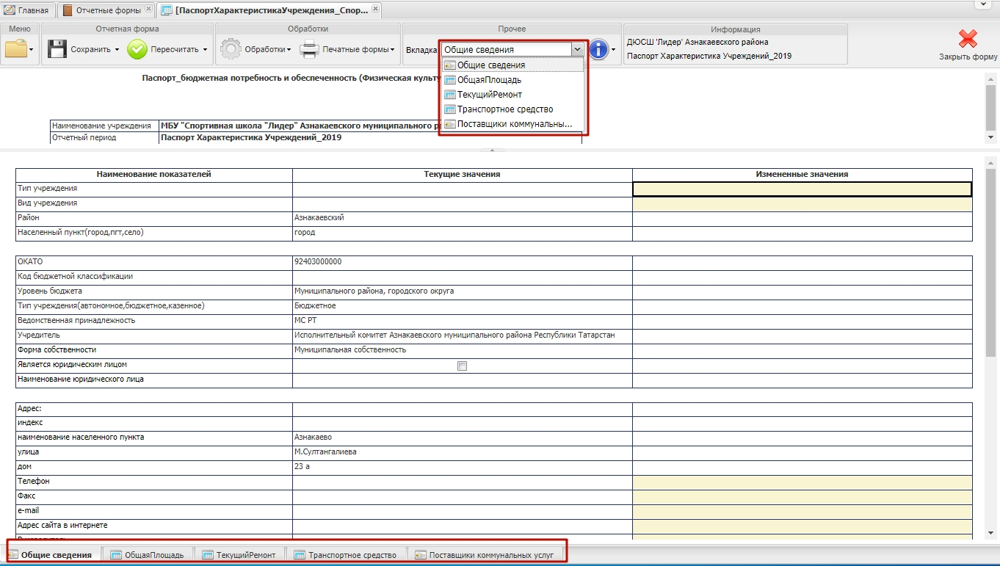 Главная Отчетные формы [ПаспортХарактеристикаУчреждения_Спор...
Меню Отчетная форма Обработки Прочее Информация
Сохранить Пересчитать Обработки Печатные формы Вкладка Общие сведения
ДЮСШ 'Лидер' Азнакаевского района
Паспорт Характеристика Учреждений_2019
Закрыть форму
Общие сведения
ОбщаяПлощадь
ТекущийРемонт
Транспортное средство
Поставщики коммунальны...
Паспорт_бюджетная потребность и обеспеченность (Физическая культу
Наименование учреждения МБУ "Спортивная школа "Лидер" Азнакаевского муниципального
Отчетный период Паспорт Характеристика Учреждений_2019
Наименование показателей Текущие значения Измененные значения
Тип учреждения
Вид учреждения
Район Азнакаевский
Населенный пункт(город,пгт,село) город
ОКАТО 92403000000
Код бюджетной классификации
Уровень бюджета Муниципального района, городского округа
Тип учреждения(автономное,бюджетное,казенное) Бюджетное
Ведомственная принадлежность МС РТ
Учредитель Исполнительный комитет Азнакаевского муниципального района Республики Татарстан
Форма собственности Муниципальная собственность
Является юридическим лицом
Наименование юридического лица
Адрес:
индекс
наименование населенного пункта Азнакаево
улица М.Султангалиева
дом 23 а
Телефон
Факс
e-mail
Адрес сайта в интернете
Общие сведения ОбщаяПлощадь ТекущийРемонт Транспортное средство Поставщики коммунальных услуг